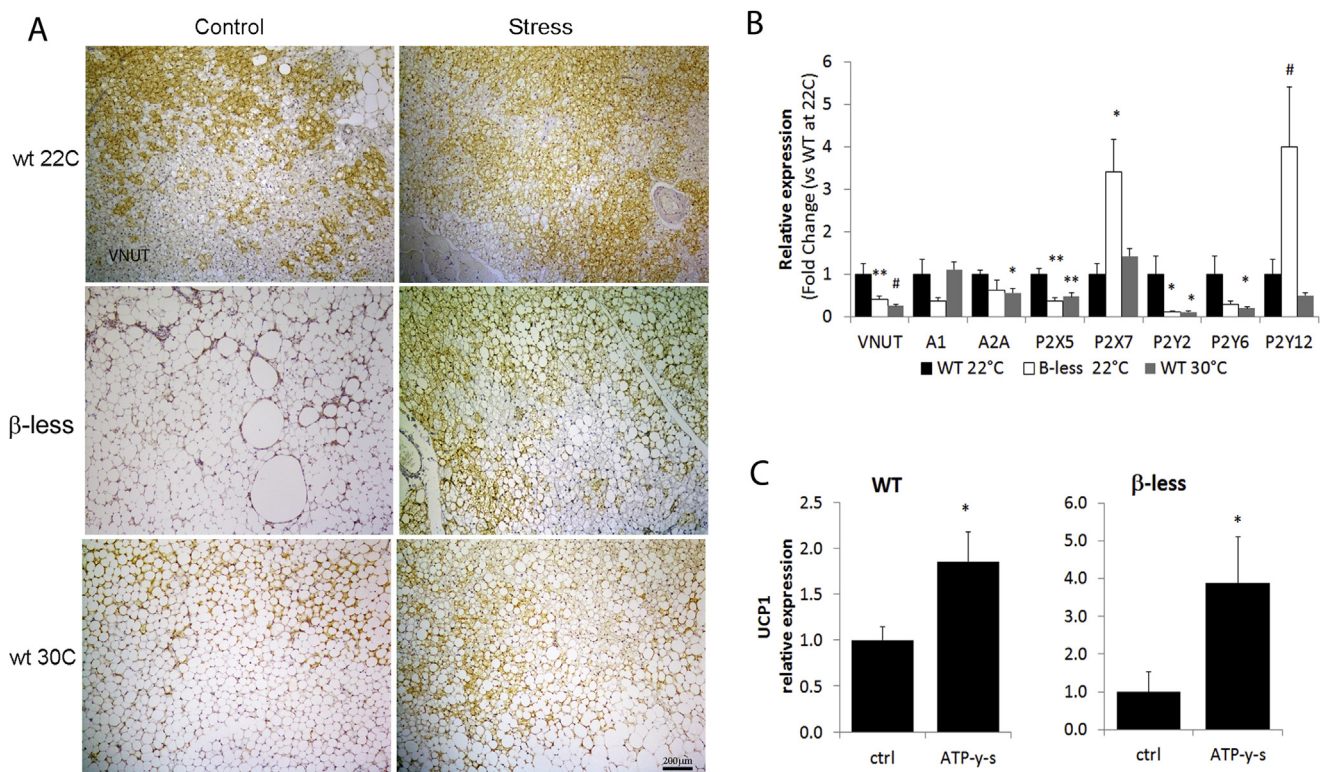 A
Control
Stress
wt 22C
VNUT
β-less
wt 30C
200μm
B
Relative expression
(Fold Change (vs WT at 22C)
6
5
4
3
2
1
0
** #
*
** **
*
* *
*
#
VNUT A1 A2A P2X5 P2X7 P2Y2 P2Y6 P2Y12
WT 22°C B-less 22°C WT 30°C
C
WT
UCP1
relative expression
2.5
2.0
1.5
1.0
0.5
0.0
*
ctrl ATP-y-s
β-less
6.0
5.0
4.0
3.0
2.0
1.0
0.0
*
ctrl ATP-y-s